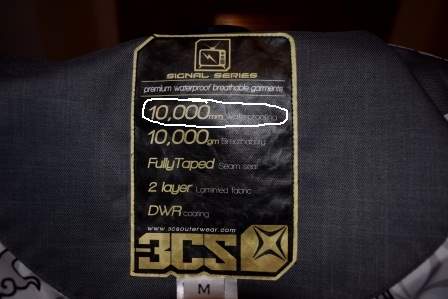 SIGNAL SERIES
premium waterproof breathable garments
10,000mm Waterproofing
10,000gm Breathability
FullyTaped Seam seal
2 layer Laminted fabric
DWR coating
www.3csouterwear.com
3CS
M